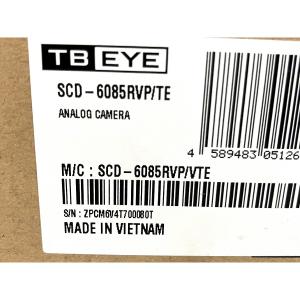 TB EYE
SCD-6085RVP/TE
ANALOG CAMERA
4 589483 05126
M/C : SCD-6085RVP/VTE
S/N : ZPCM6V4T700080T
MADE IN VIETNAM